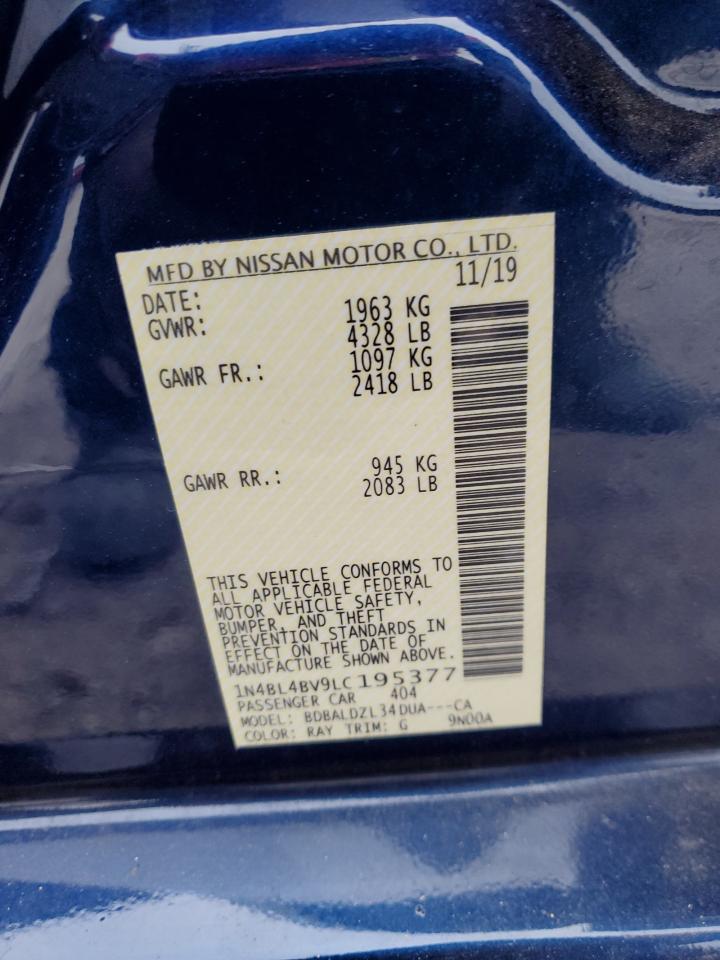 MFD BY NISSAN MOTOR CO., LTD.
DATE: 11/19
GVWR: 1963 KG
4328 LB
GAWR FR.: 1097 KG
2418 LB
GAWR RR.: 945 KG
2083 LB
THIS VEHICLE CONFORMS TO
ALL APPLICABLE FEDERAL
MOTOR VEHICLE SAFETY,
BUMPER, AND THEFT
PREVENTION STANDARDS IN
EFFECT ON THE DATE OF
MANUFACTURE SHOWN ABOVE.
1N4BL4BV9LC195377
PASSENGER CAR 404
MODEL: BDBALDZL34DUA---CA
COLOR: RAY TRIM: G 9N00A